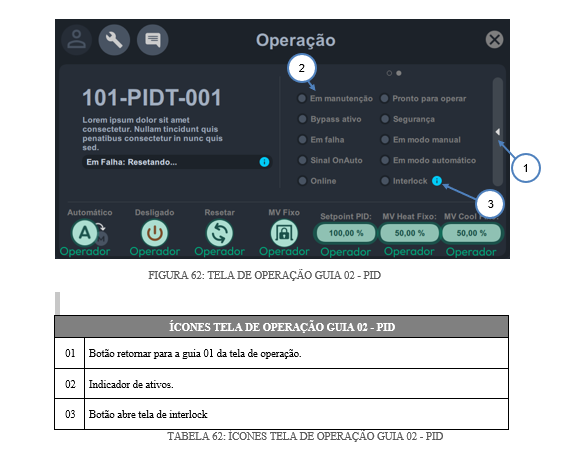 Operação
2
101-PIDT-001
Lorem ipsum dolor sit amet
consectetur. Nullam tincidunt quis
penatibus consectetur in nunc quis
sed.
Em Falha: Resetando...
i
Em manutenção
Pronto para operar
Bypass ativo
Segurança
Em falha
Em modo manual
Sinal OnAuto
Em modo automático
Online
Interlock
i
1
3
Automático
Desligado
Resetar
MV Fixo
Setpoint PID:
MV Heat Fixo:
MV Cool
A
M
100,00 %
50,00 %
50,00 %
Operador
Operador
Operador
Operador
Operador
Operador
Operador
FIGURA 62: TELA DE OPERAÇÃO GUIA 02 - PID
ÍCONES TELA DE OPERAÇÃO GUIA 02 - PID
01 Botão retornar para a guia 01 da tela de operação.
02 Indicador de ativos.
03 Botão abre tela de interlock
TABELA 62: ÍCONES TELA DE OPERAÇÃO GUIA 02 - PID